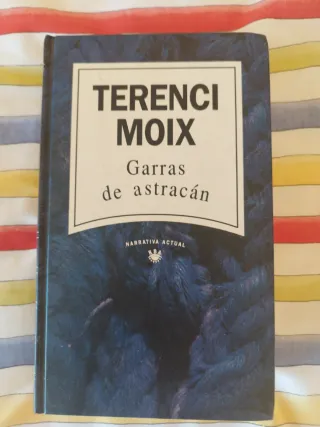 TERENCI
MOIX
Garras
de astracán
NARRATIVA ACTUAL